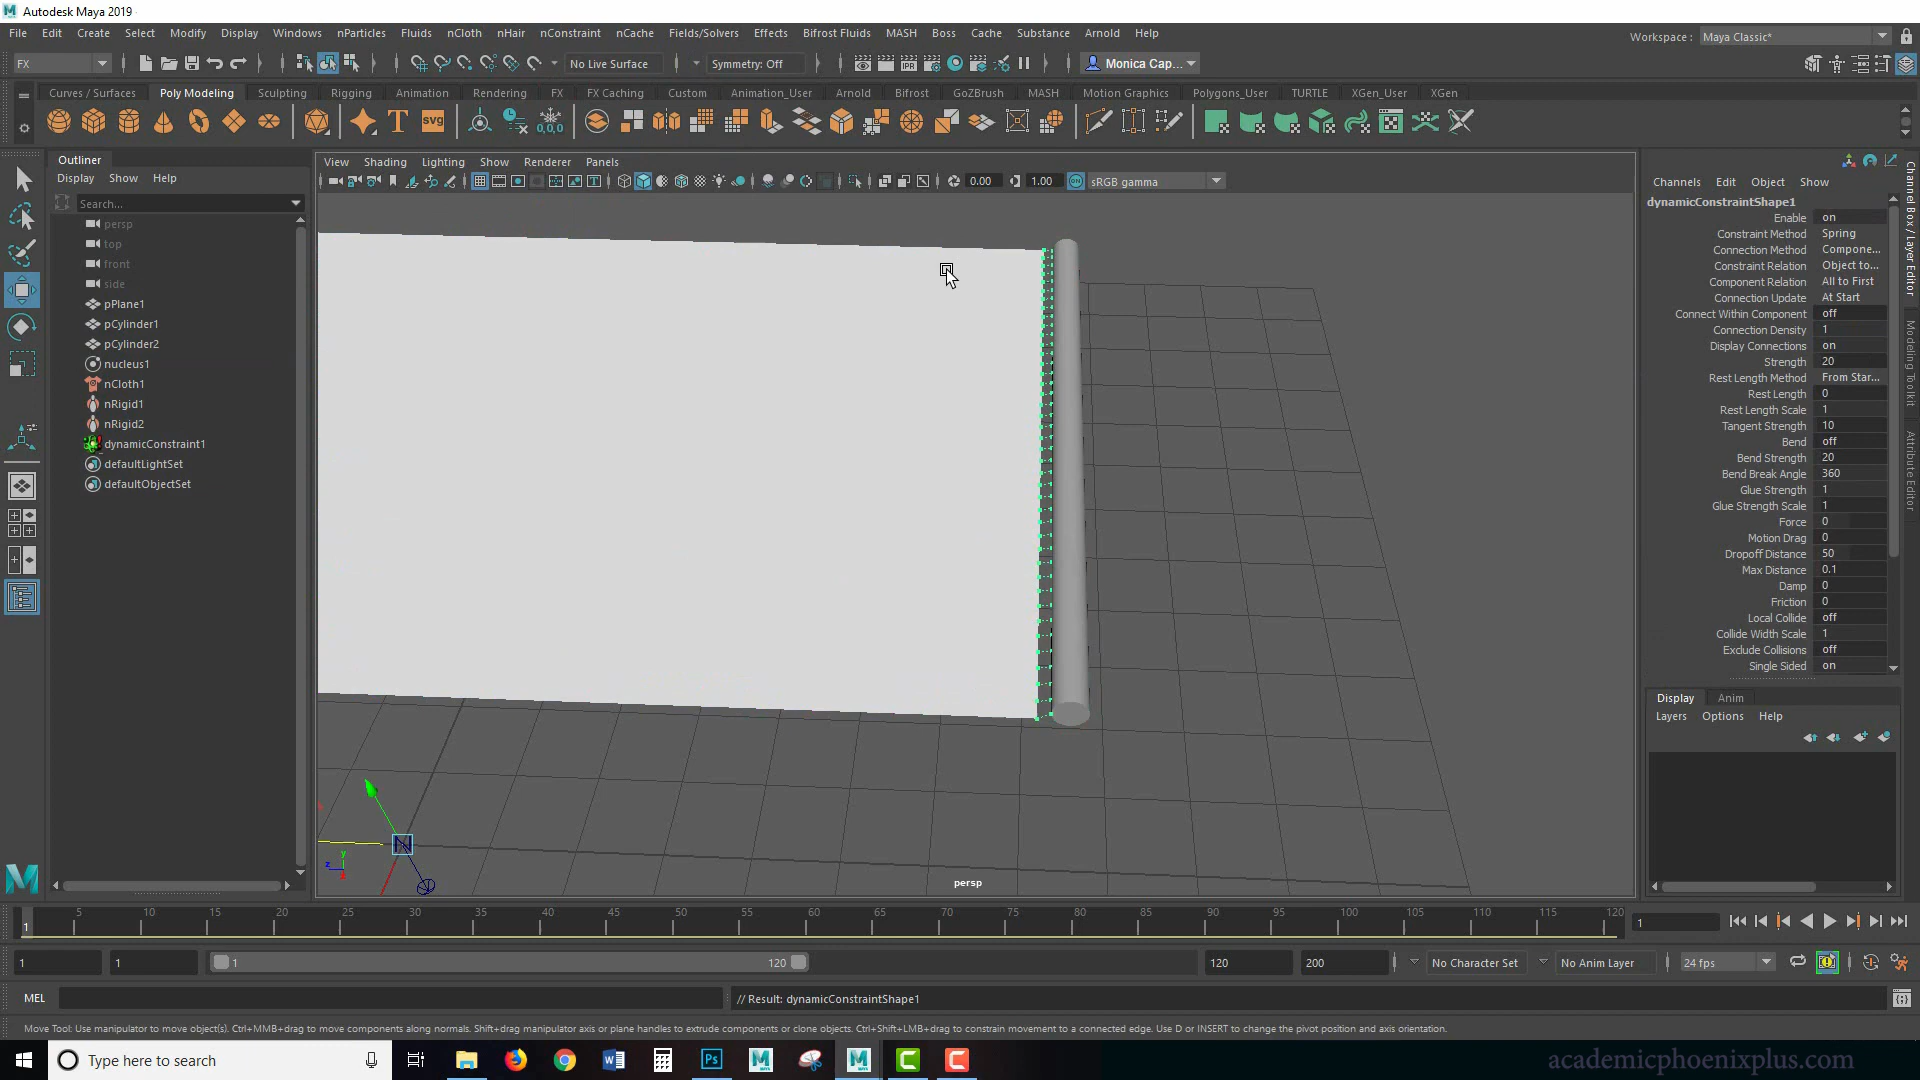 Autodesk Maya 2019
File Edit Create Select Modify Display Windows nParticles Fluids nCloth nHair nConstraint nCache Fields/Solvers Effects Bifrost Fluids MASH Boss Cache Substance Arnold Help
Workspace : Maya Classic*
FX No Live Surface Symmetry: Off Monica Cap...
Curves / Surfaces Poly Modeling Sculpting Rigging Animation Rendering FX FX Caching Custom Animation_User Arnold Bifrost GoZBrush MASH Motion Graphics Polygons_User TURTLE XGen_User XGen
T svg 0,0,0
Outliner
Display Show Help
Search...
persp
top
front
side
pPlane1
pCylinder1
pCylinder2
nucleus1
nCloth1
nRigid1
nRigid2
dynamicConstraint1
defaultLightSet
defaultObjectSet
View Shading Lighting Show Renderer Panels
0.00 1.00 sRGB gamma
N
y
z
persp
Channels Edit Object Show
dynamicConstraintShape1
Enable on
Constraint Method Spring
Connection Method Compone...
Constraint Relation Object to...
Component Relation All to First
Connection Update At Start
Connect Within Component off
Connection Density 1
Display Connections on
Strength 20
Rest Length Method From Star...
Rest Length 0
Rest Length Scale 1
Tangent Strength 10
Bend off
Bend Strength 20
Bend Break Angle 360
Glue Strength 1
Glue Strength Scale 1
Force 0
Motion Drag 0
Dropoff Distance 50
Max Distance 0.1
Damp 0
Friction 0
Local Collide off
Collide Width Scale 1
Exclude Collisions off
Single Sided on
Channel Box / Layer Editor
Modeling Toolkit
Attribute Editor
Display Anim
Layers Options Help
5 10 15 20 25 30 35 40 45 50 55 60 65 70 75 80 85 90 95 100 105 110 115 120
1 1
1 1 1 120 120 200 No Character Set No Anim Layer 24 fps
MEL // Result: dynamicConstraintShape1
Move Tool: Use manipulator to move object(s). Ctrl+MMB+drag to move components along normals. Shift+drag manipulator axis or plane handles to extrude components or clone objects. Ctrl+Shift+LMB+drag to constrain movement to a connected edge. Use D or INSERT to change the pivot position and axis orientation.
Type here to search
Ps
academicphoenixplus.com